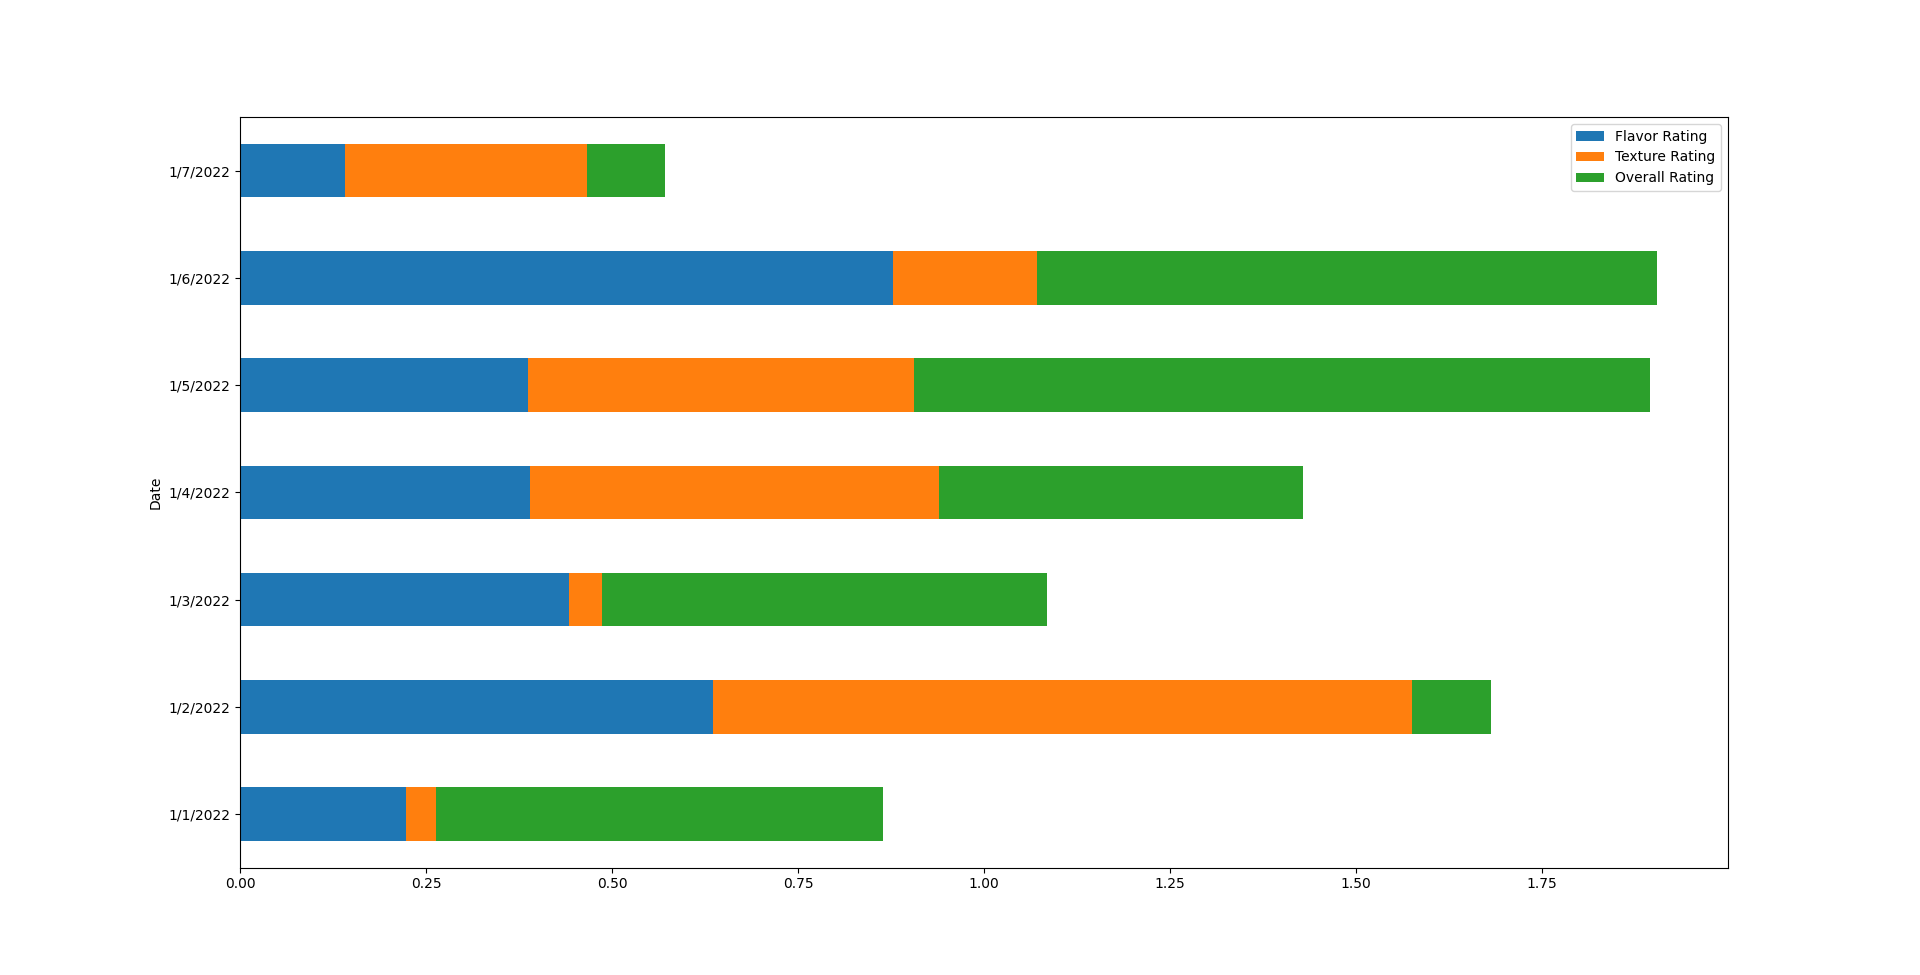 Flavor Rating
Texture Rating
Overall Rating
1/7/2022
1/6/2022
1/5/2022
1/4/2022
1/3/2022
1/2/2022
1/1/2022
Date
0.00 0.25 0.50 0.75 1.00 1.25 1.50 1.75